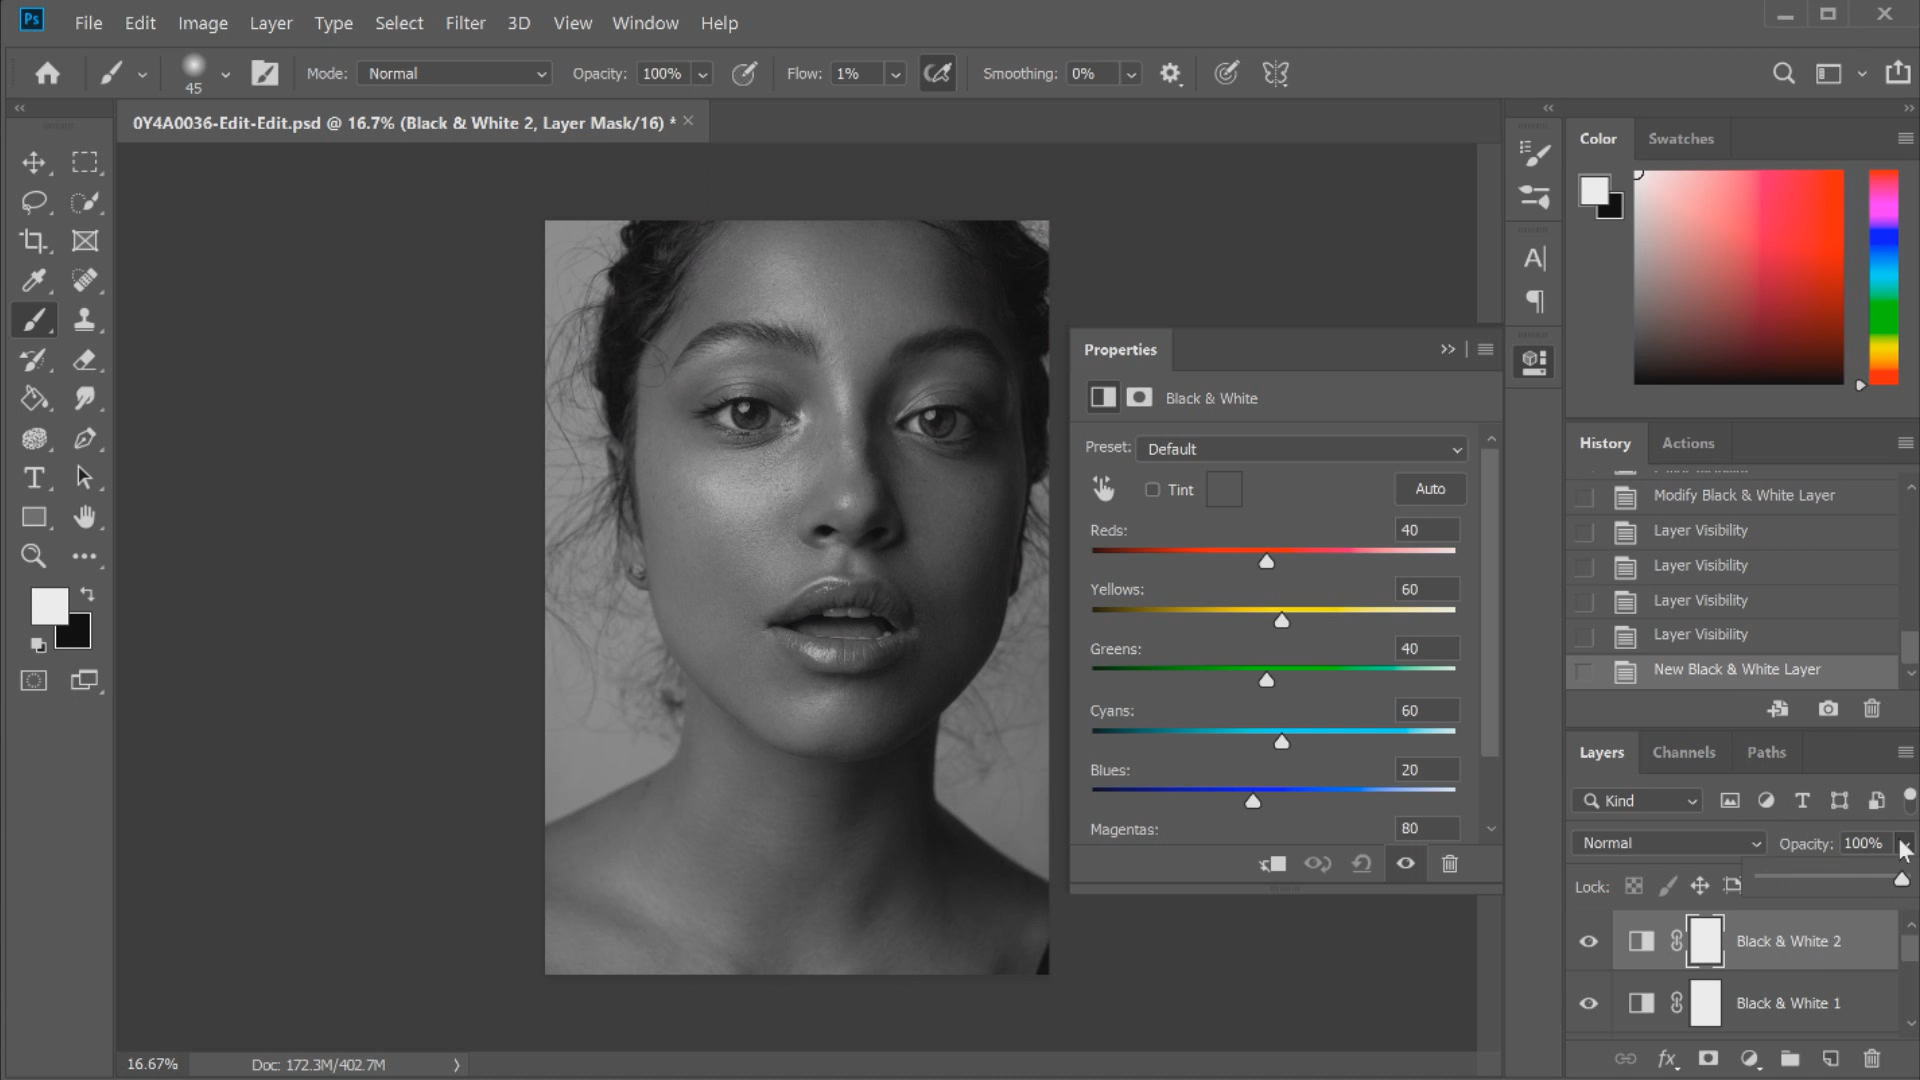 Ps
File Edit Image Layer Type Select Filter 3D View Window Help
45
Mode: Normal
Opacity: 100%
Flow: 1%
Smoothing: 0%
0Y4A0036-Edit-Edit.psd @ 16.7% (Black & White 2, Layer Mask/16) *
Properties
Black & White
Preset: Default
Tint
Auto
Reds: 40
Yellows: 60
Greens: 40
Cyans: 60
Blues: 20
Magentas: 80
Color Swatches
History Actions
Modify Black & White Layer
Layer Visibility
Layer Visibility
Layer Visibility
Layer Visibility
New Black & White Layer
Layers Channels Paths
Kind
Normal
Opacity: 100%
Lock:
Black & White 2
Black & White 1
fx
16.67%
Doc: 172.3M/402.7M